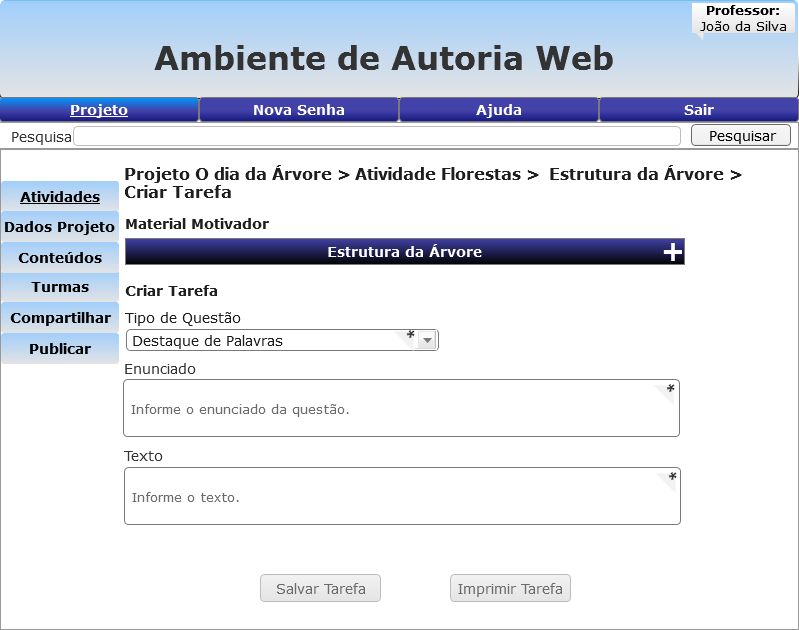 Professor:
João da Silva
Ambiente de Autoria Web
Projeto Nova Senha Ajuda Sair
Pesquisa Pesquisar
Projeto O dia da Árvore > Atividade Florestas > Estrutura da Árvore >
Criar Tarefa
Atividades
Dados Projeto
Conteúdos
Turmas
Compartilhar
Publicar
Material Motivador
Estrutura da Árvore +
Criar Tarefa
Tipo de Questão
Destaque de Palavras *
Enunciado
*
Informe o enunciado da questão.
Texto
*
Informe o texto.
Salvar Tarefa Imprimir Tarefa